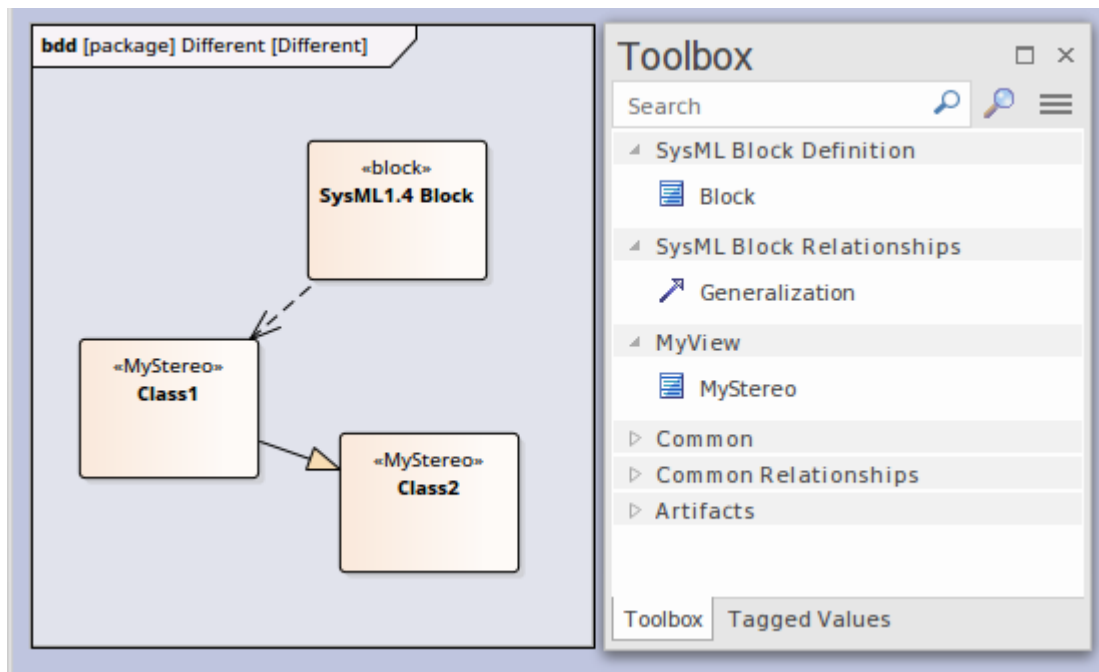 bdd [package] Different [Different]
«block»
SysML1.4 Block
«MyStereo»
Class1
«MyStereo»
Class2
Toolbox
Search
SysML Block Definition
Block
SysML Block Relationships
Generalization
MyView
MyStereo
Common
Common Relationships
Artifacts
Toolbox
Tagged Values